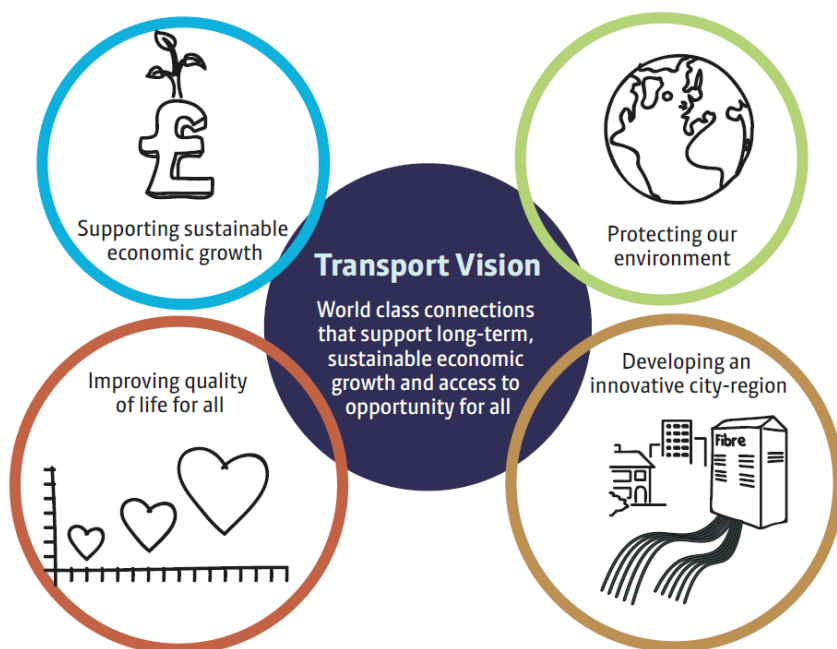 Supporting sustainable
economic growth
Protecting our
environment
Transport Vision
World class connections
that support long-term,
sustainable economic
growth and access to
opportunity for all
Improving quality
of life for all
Developing an
innovative city-region
Fibre